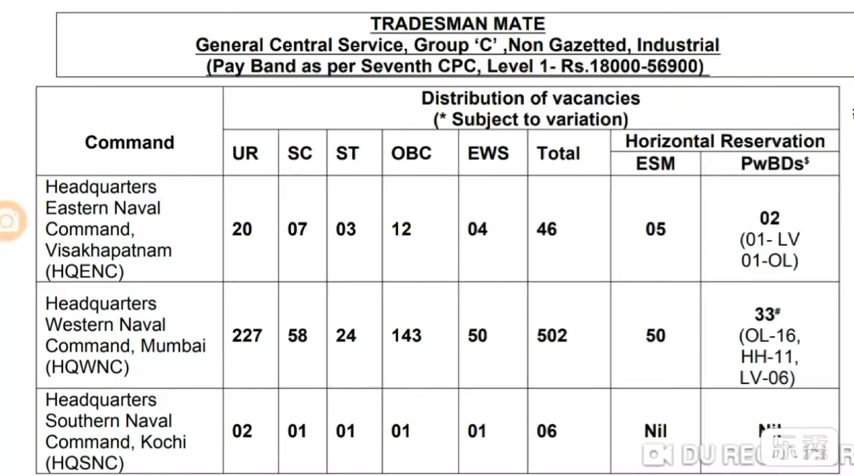 TRADESMAN MATE
General Central Service, Group ‘C’ ,Non Gazetted, Industrial
(Pay Band as per Seventh CPC, Level 1- Rs.18000-56900)
Command
Distribution of vacancies
(* Subject to variation)
UR SC ST OBC EWS Total
Horizontal Reservation
ESM PwBDs$
Headquarters
Eastern Naval
Command,
Visakhapatnam
(HQENC)
20 07 03 12 04 46 05
02
(01- LV
01-OL)
Headquarters
Western Naval
Command, Mumbai
(HQWNC)
227 58 24 143 50 502 50
33#
(OL-16,
HH-11,
LV-06)
Headquarters
Southern Naval
Command, Kochi
(HQSNC)
02 01 01 01 01 06 Nil Nil